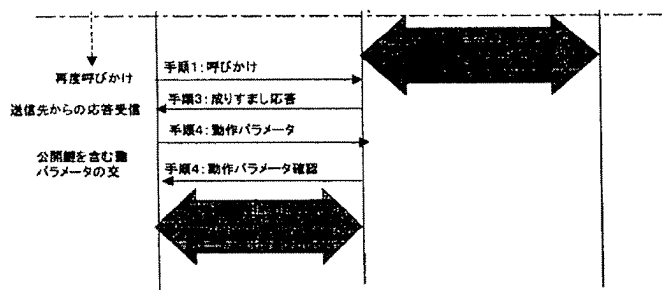 再度呼びかけ
手順1:呼びかけ
手順3:成りすまし応答
送信先からの応答受信
手順4:動作パラメータ
公開鍵を含む動
パラメータの交
手順4:動作パラメータ確認